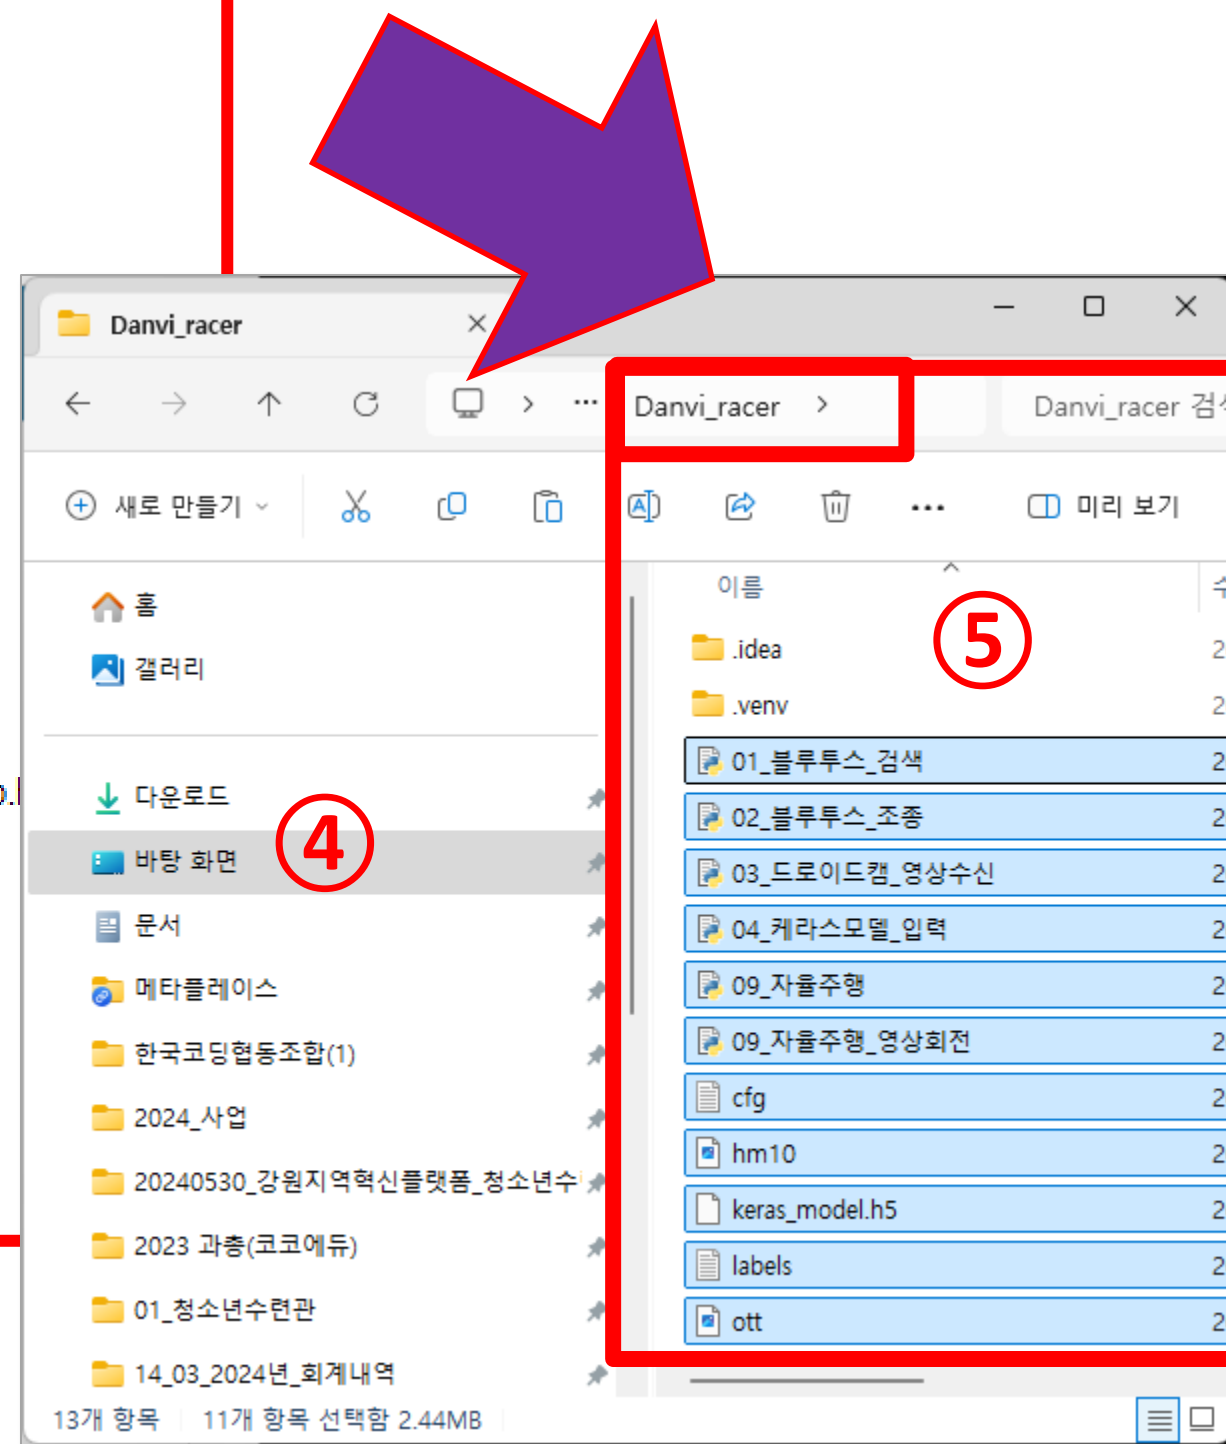 Danvi_racer
Danvi_racer
Danvi_racer
새로 만들기
미리 보기
홈
갤러리
다운로드
④
바탕 화면
문서
메타플레이스
한국코딩협동조합(1)
2024_사업
20240530_강원지역혁신플랫폼_청소년수
2023 과총(코코에듀)
01_청소년수련관
14_03_2024년_회계내역
이름
⑤
.idea
.venv
01_블루투스_검색
02_블루투스_조종
03_드로이드캠_영상수신
04_케라스모델_입력
09_자율주행
09_자율주행_영상회전
cfg
hm10
keras_model.h5
labels
ott
13개 항목
11개 항목 선택함 2.44MB